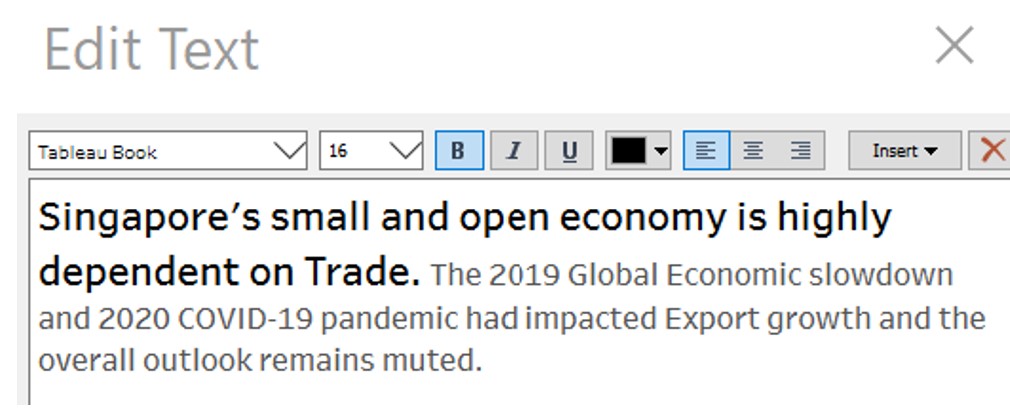 Edit Text
Tableau Book 16 B I U Insert
Singapore’s small and open economy is highly
dependent on Trade. The 2019 Global Economic slowdown
and 2020 COVID-19 pandemic had impacted Export growth and the
overall outlook remains muted.